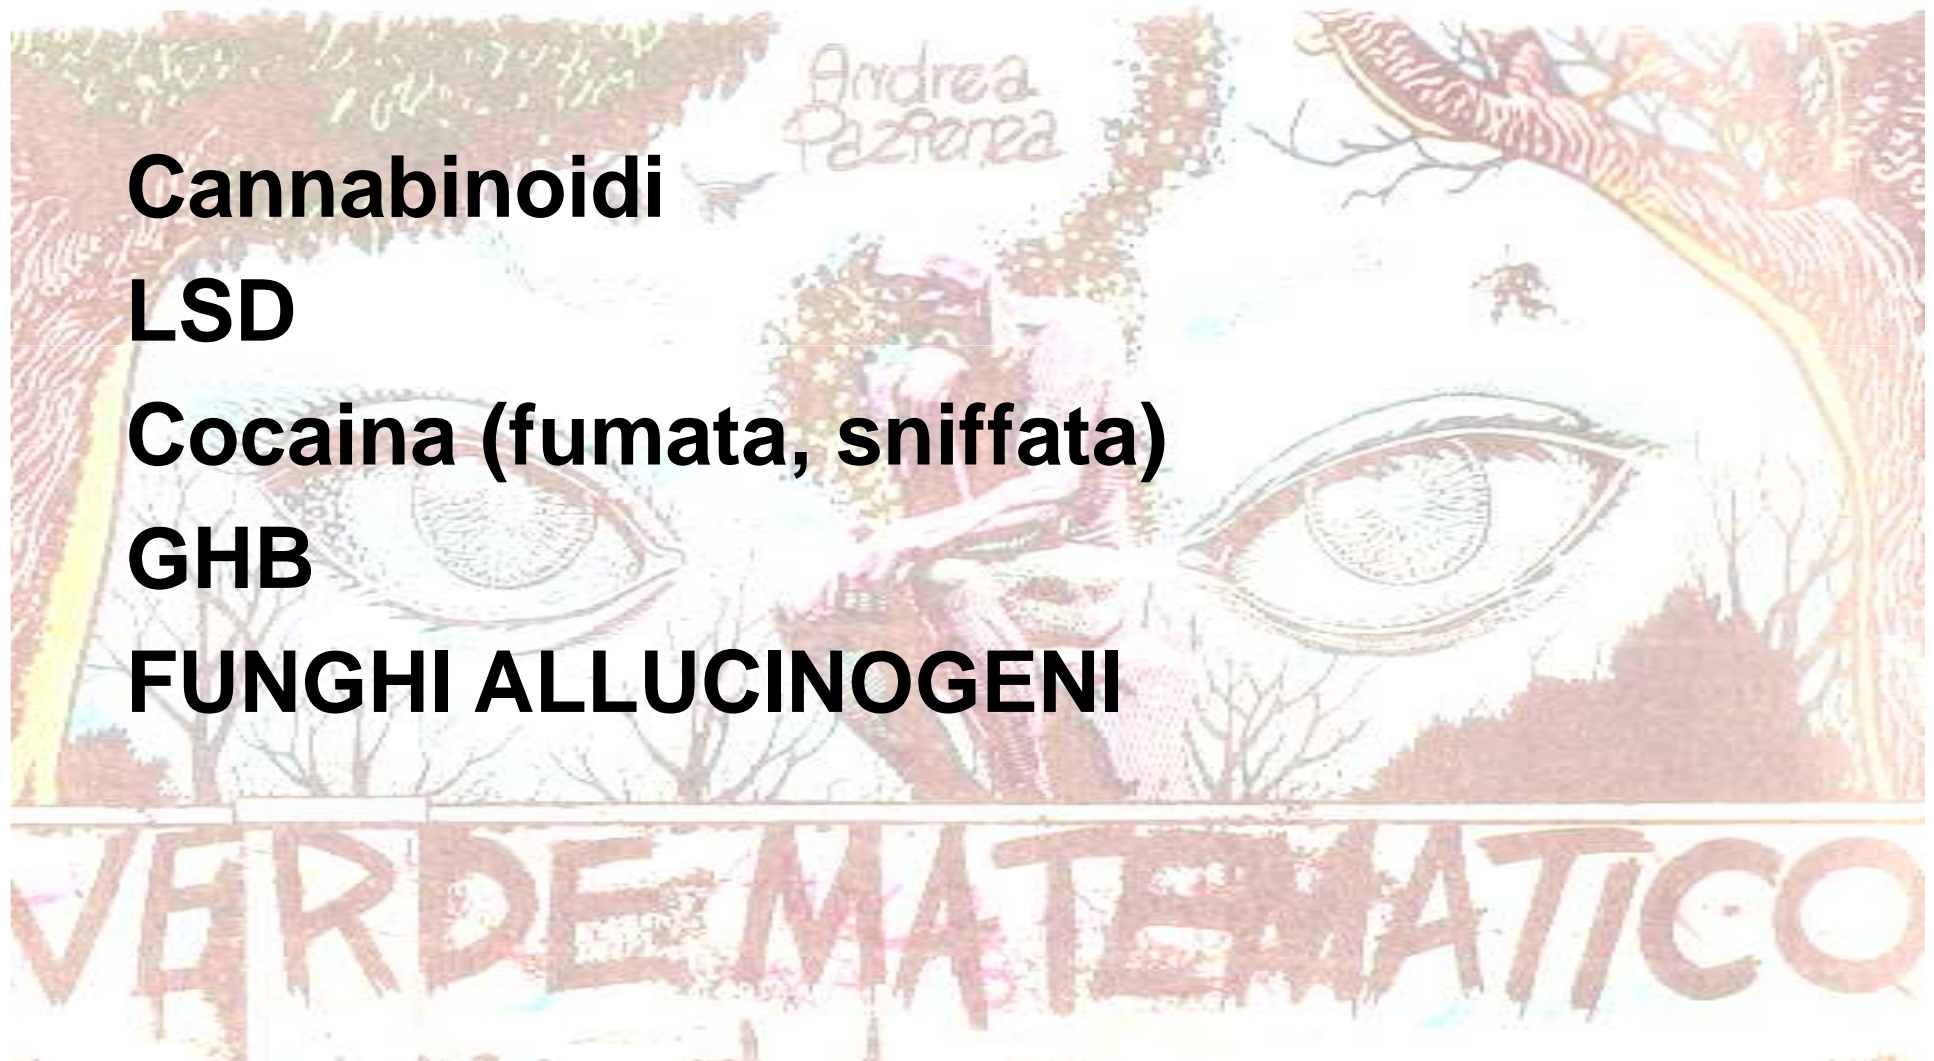 Andrea
Pazienza
Cannabinoidi
LSD
Cocaina (fumata, sniffata)
GHB
FUNGHI ALLUCINOGENI
VERDE MATEMATICO